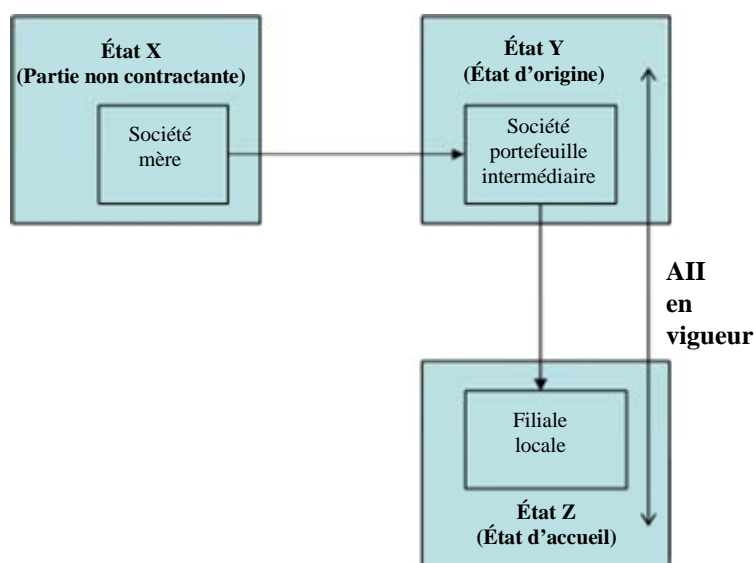 État X
(Partie non contractante)
Société
mère
État Y
(État d’origine)
Société
portefeuille
intermédiaire
AII
en
vigueur
Filiale
locale
État Z
(État d’accueil)